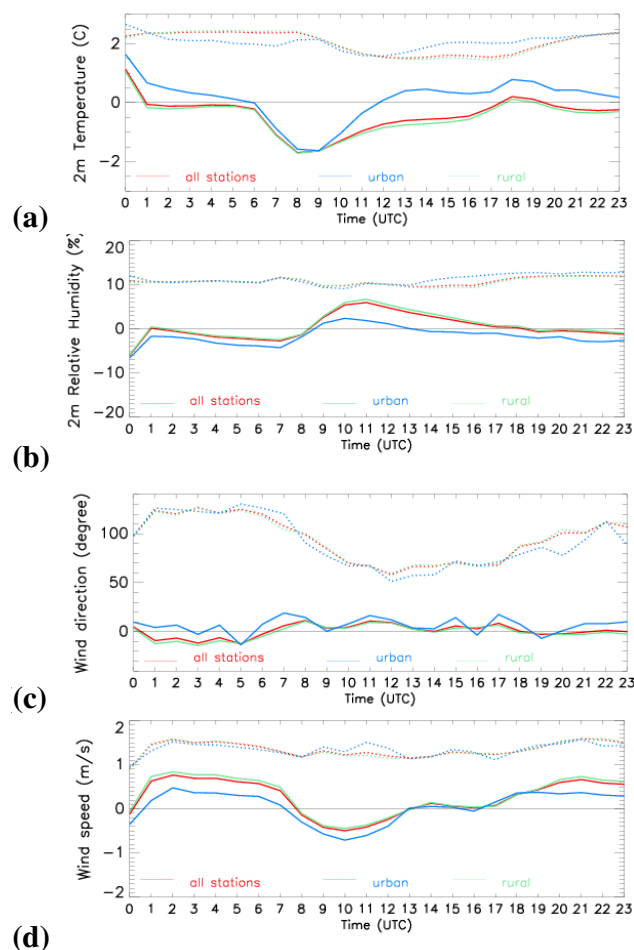 2m Temperature (C)
2
0
−2
all stations urban rural
0 1 2 3 4 5 6 7 8 9 10 11 12 13 14 15 16 17 18 19 20 21 22 23
Time (UTC)
(a)
2m Relative Humidity (%)
20
10
0
−10
−20
all stations urban rural
0 1 2 3 4 5 6 7 8 9 10 11 12 13 14 15 16 17 18 19 20 21 22 23
Time (UTC)
(b)
Wind direction (degree)
100
50
0
all stations urban rural
0 1 2 3 4 5 6 7 8 9 10 11 12 13 14 15 16 17 18 19 20 21 22 23
Time (UTC)
(c)
Wind speed (m/s)
2
1
0
−1
−2
all stations urban rural
0 1 2 3 4 5 6 7 8 9 10 11 12 13 14 15 16 17 18 19 20 21 22 23
Time (UTC)
(d)